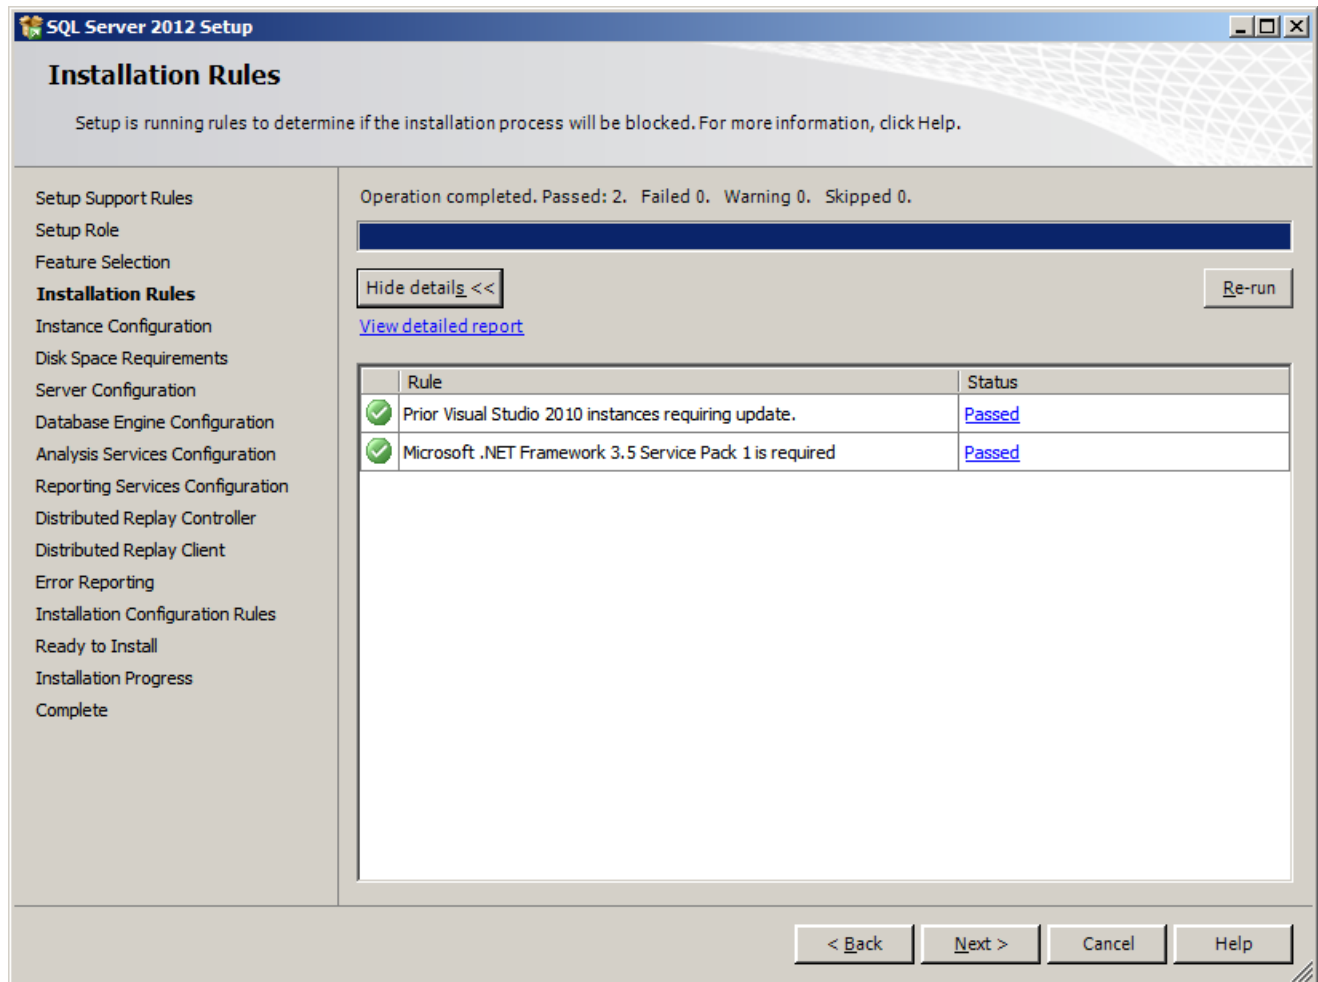 SQL Server 2012 Setup
Installation Rules
Setup is running rules to determine if the installation process will be blocked. For more information, click Help.
Setup Support Rules
Setup Role
Feature Selection
Installation Rules
Instance Configuration
Disk Space Requirements
Server Configuration
Database Engine Configuration
Analysis Services Configuration
Reporting Services Configuration
Distributed Replay Controller
Distributed Replay Client
Error Reporting
Installation Configuration Rules
Ready to Install
Installation Progress
Complete
Operation completed. Passed: 2. Failed 0. Warning 0. Skipped 0.
Hide details <<
Re-run
View detailed report
Rule Status
Prior Visual Studio 2010 instances requiring update. Passed
Microsoft .NET Framework 3.5 Service Pack 1 is required Passed
< Back Next > Cancel Help